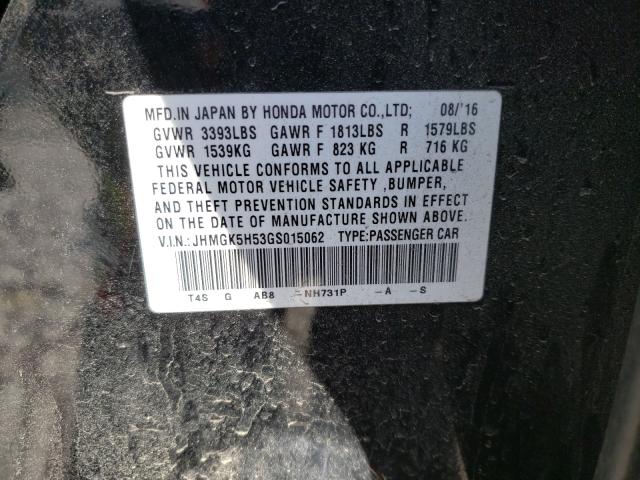 MFD.IN JAPAN BY HONDA MOTOR CO.,LTD; 08/'16
GVWR 3393LBS GAWR F 1813LBS R 1579LBS
GVWR 1539KG GAWR F 823 KG R 716 KG
THIS VEHICLE CONFORMS TO ALL APPLICABLE
FEDERAL MOTOR VEHICLE SAFETY ,BUMPER,
AND THEFT PREVENTION STANDARDS IN EFFECT
ON THE DATE OF MANUFACTURE SHOWN ABOVE.
V.I.N.: JHMGK5H53GS015062 TYPE:PASSENGER CAR
T4S G AB8 -NH731P -A -S